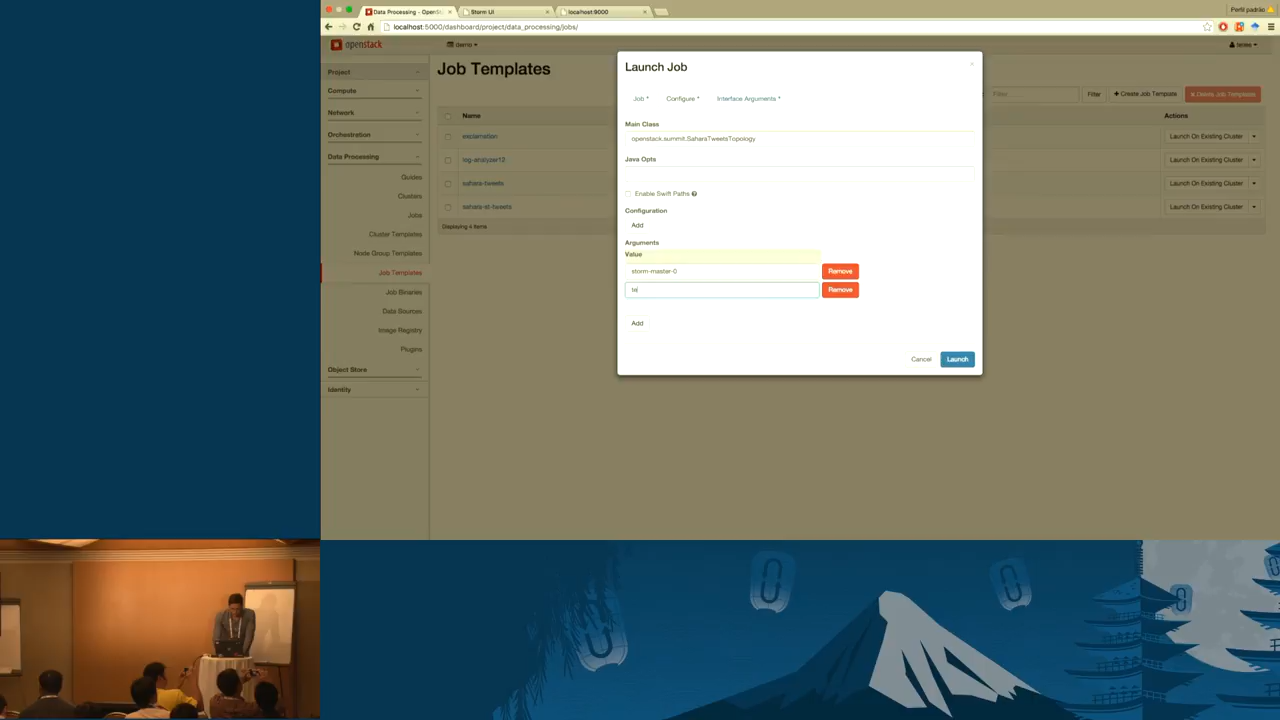 Data Processing - OpenSt
Storm UI
localhost:9000
Perfil padrão
localhost:5000/dashboard/project/data_processing/jobs/
openstack
demo
Project
Compute
Network
Orchestration
Data Processing
Guides
Clusters
Jobs
Cluster Templates
Node Group Templates
Job Templates
Job Binaries
Data Sources
Image Registry
Plugins
Object Store
Identity
Job Templates
Filter...
Filter
+ Create Job Template
Delete Job Templates
Name
Actions
exclamation
Launch On Existing Cluster
log-analyzer12
Launch On Existing Cluster
sahara-tweets
Launch On Existing Cluster
sahara-st-tweets
Launch On Existing Cluster
Displaying 4 items
Launch Job
Job * Configure * Interface Arguments *
Main Class
openstack.summit.SaharaTweetsTopology
Java Opts
Enable Swift Paths
Configuration
Add
Arguments
Value
storm-master-0
Remove
te
Remove
Add
Cancel
Launch